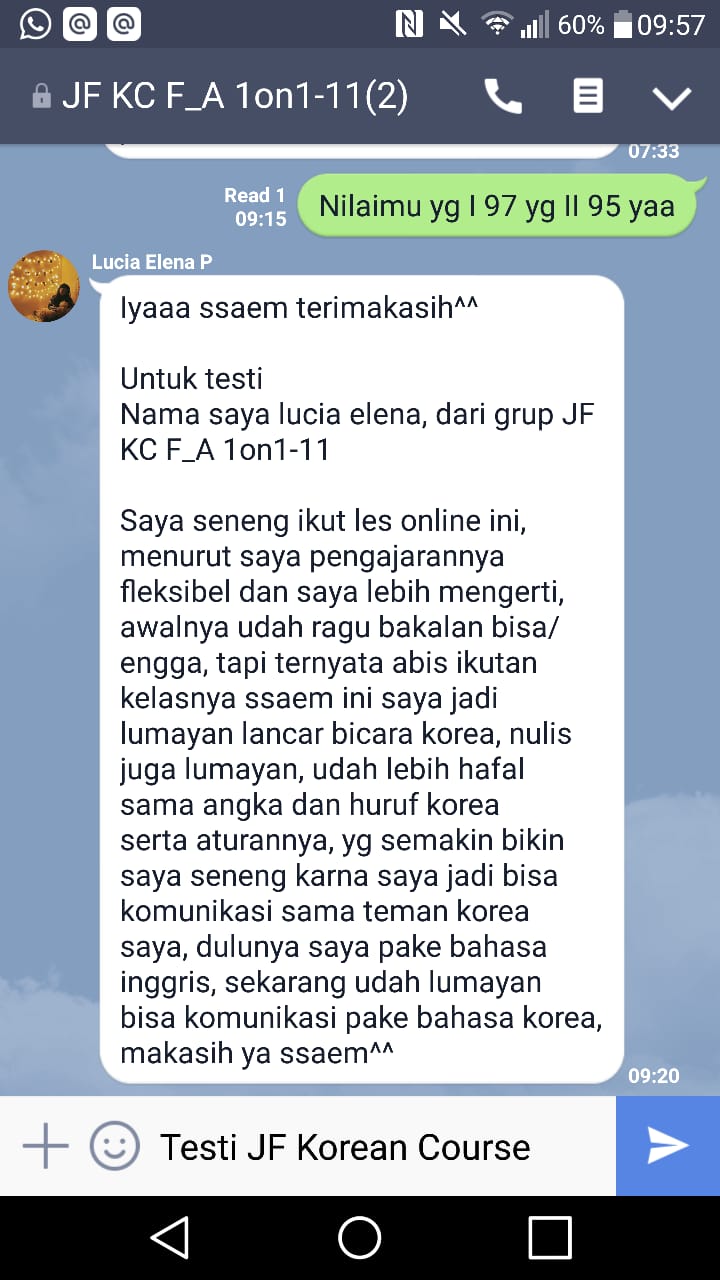 60% 09:57
JF KC F_A 1on1-11(2)
07:33
Read 1
09:15
Nilaimu yg I 97 yg II 95 yaa
Lucia Elena P
Iyaaa ssaem terimakasih^^
Untuk testi
Nama saya lucia elena, dari grup JF
KC F_A 1on1-11
Saya seneng ikut les online ini,
menurut saya pengajarannya
fleksibel dan saya lebih mengerti,
awalnya udah ragu bakalan bisa/
engga, tapi ternyata abis ikutan
kelasnya ssaem ini saya jadi
lumayan lancar bicara korea, nulis
juga lumayan, udah lebih hafal
sama angka dan huruf korea
serta aturannya, yg semakin bikin
saya seneng karna saya jadi bisa
komunikasi sama teman korea
saya, dulunya saya pake bahasa
inggris, sekarang udah lumayan
bisa komunikasi pake bahasa korea,
makasih ya ssaem^^
09:20
Testi JF Korean Course